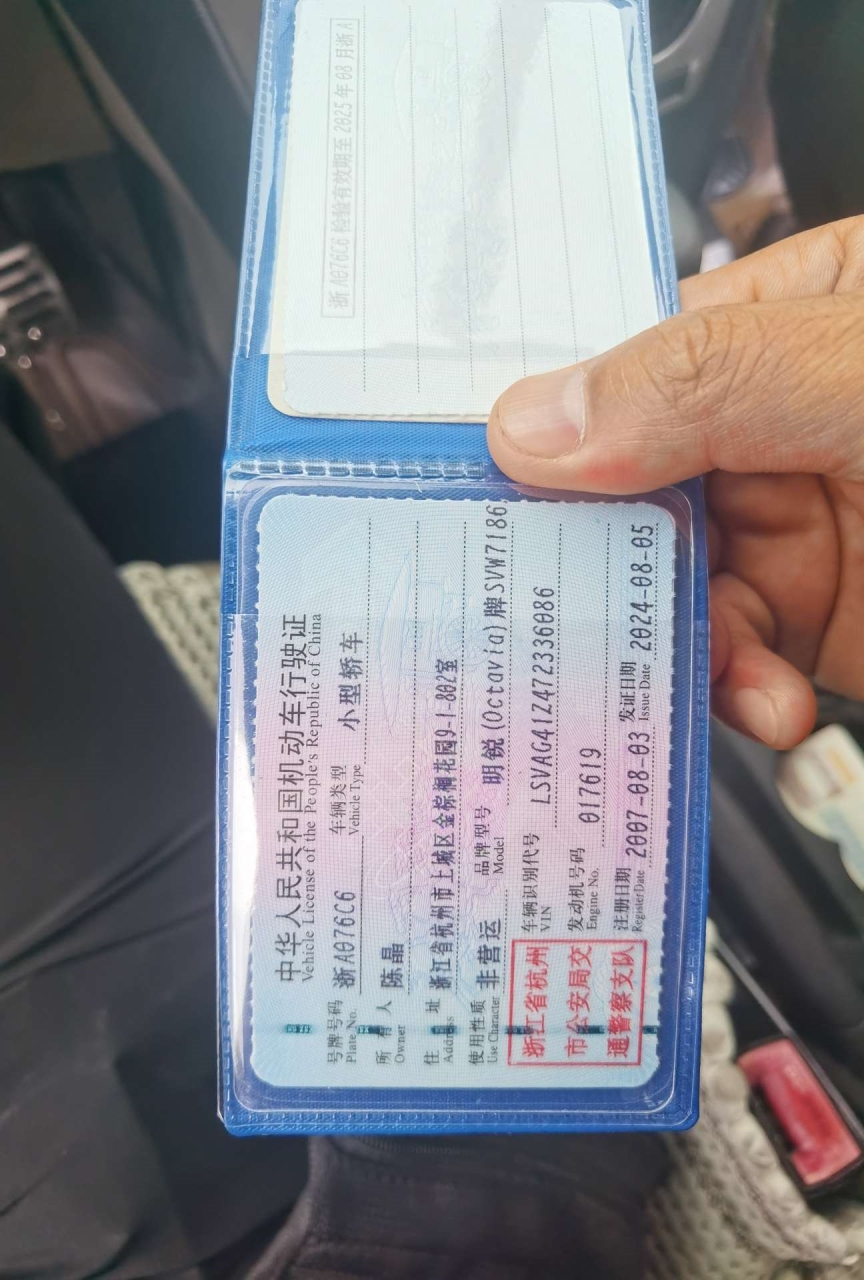 浙A076C6 检验有效期至2025年08月浙A
中华人民共和国机动车行驶证
Vehicle License of the People's Republic of China
号牌号码 浙A076C6 车辆类型 小型轿车
Plate No. Vehicle Type
所有人 陈晶
Owner
住址 浙江省杭州市上城区金棕榈花园9-1-802室
Address
使用性质 非营运 品牌型号 明锐(Octavia)牌SVW7186
Use Character Model
浙江省杭州
市公安局交
通警察支队
车辆识别代号 LSVAG41Z472336086
VIN
发动机号码 017619
Engine No.
注册日期 2007-08-03 发证日期 2024-08-05
Register Date Issue Date